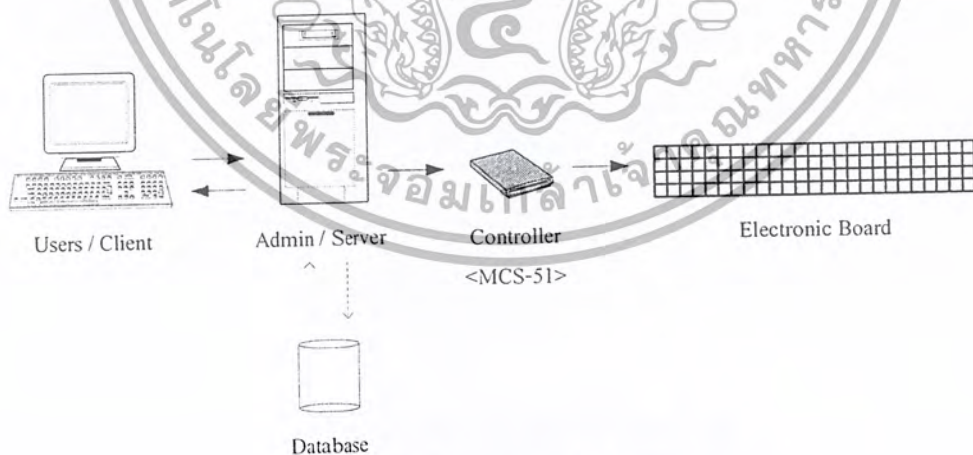 Users / Client
Admin / Server
Controller
<MCS-51>
Electronic Board
Database